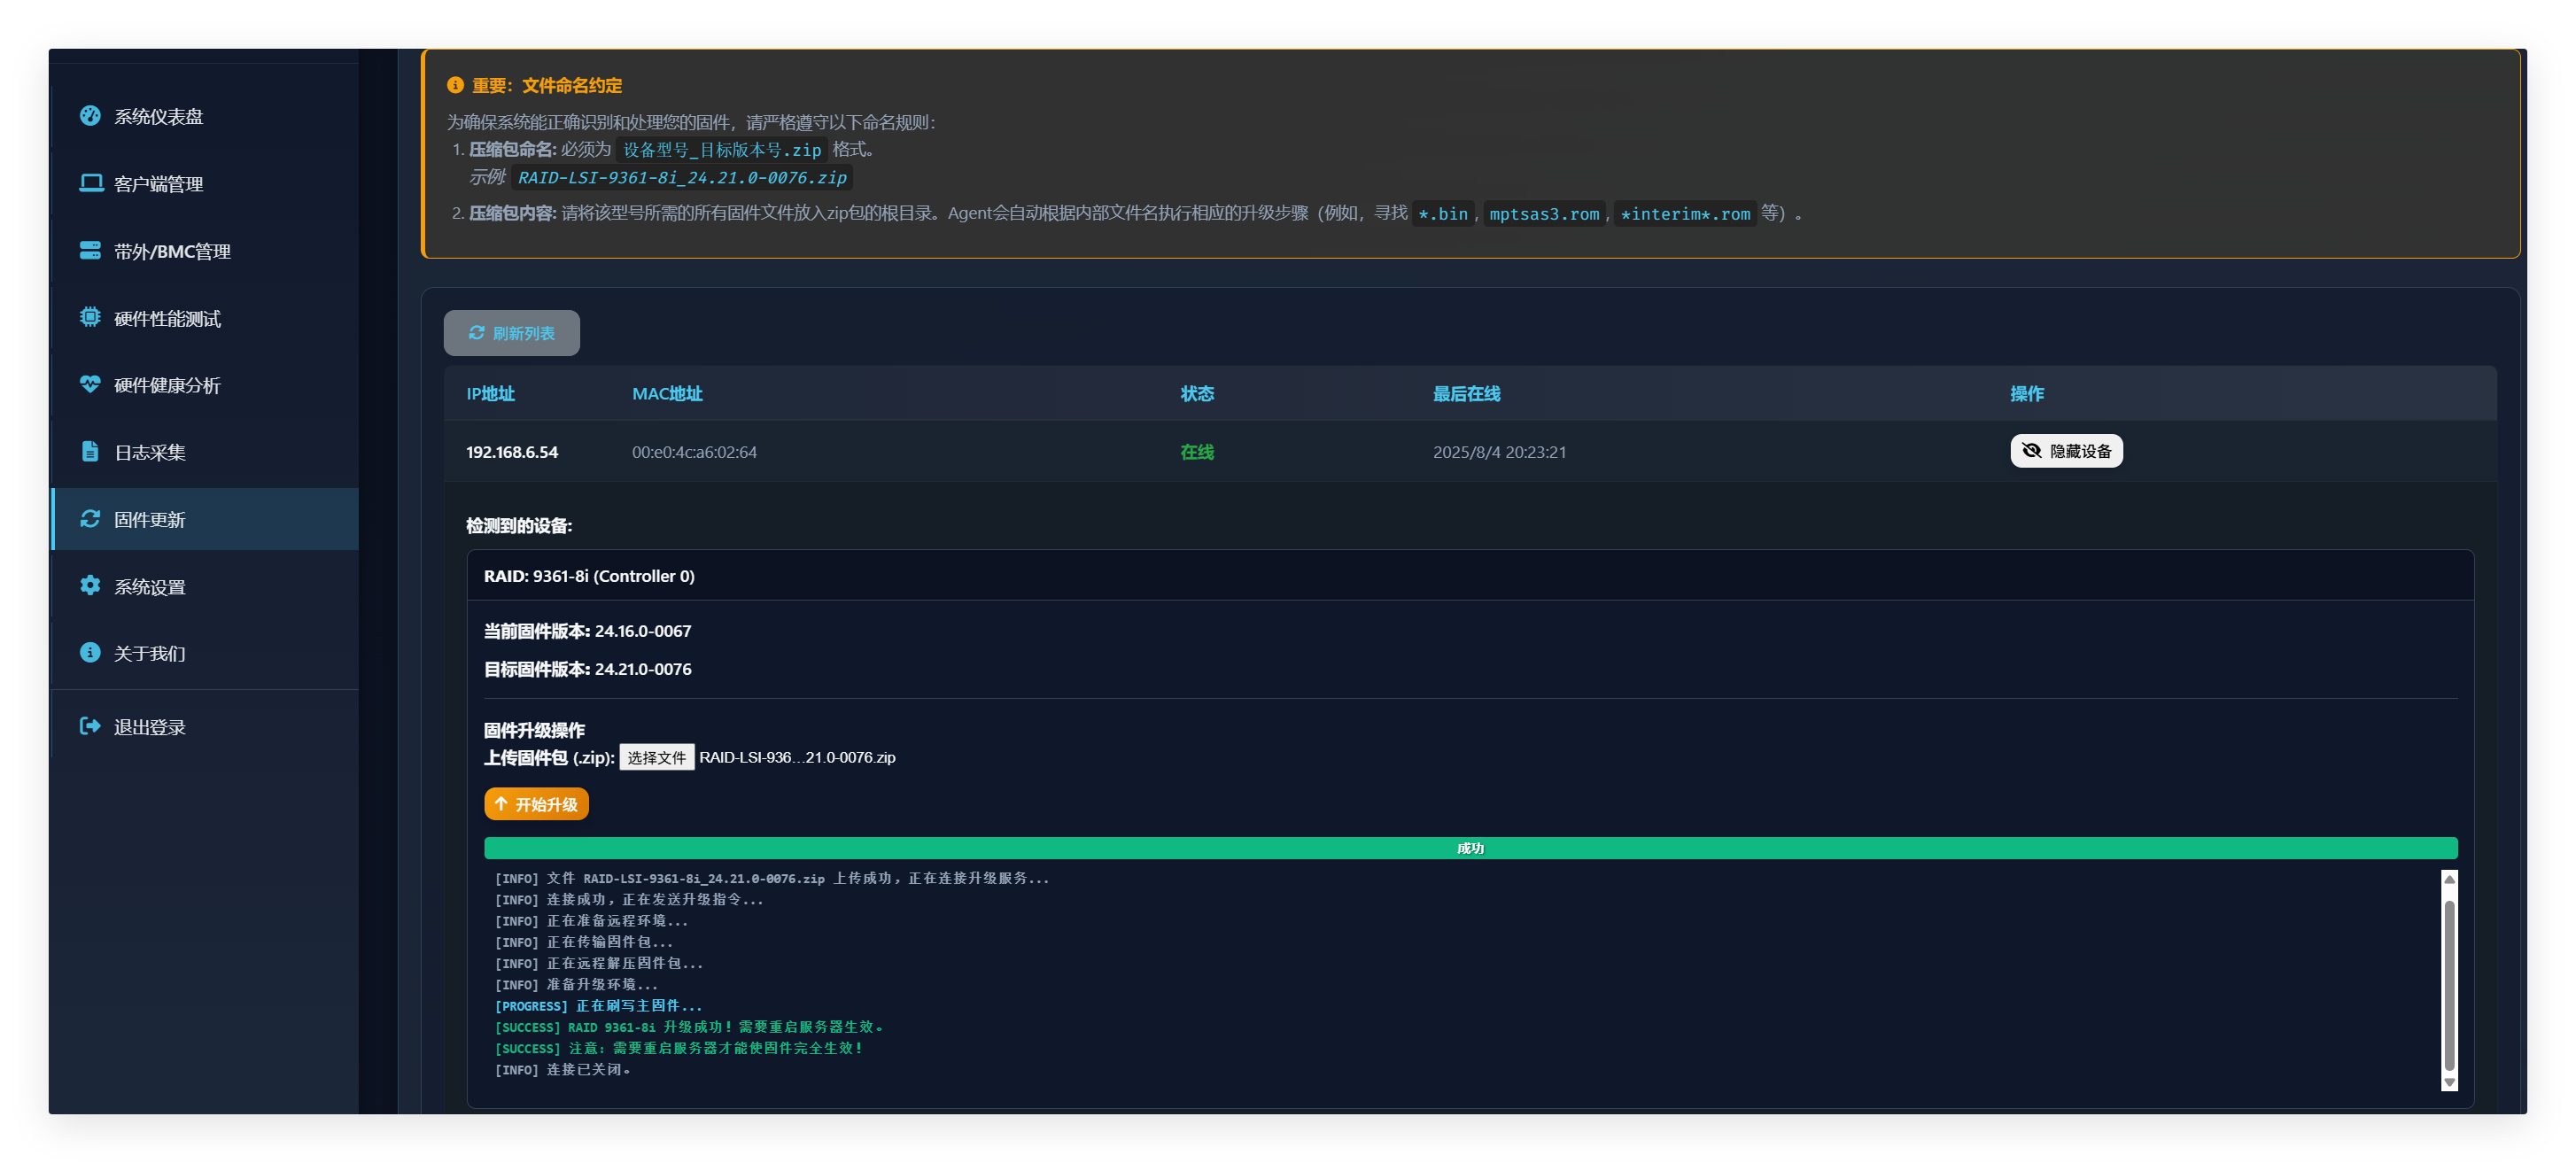 系统仪表盘
客户端管理
带外/BMC管理
硬件性能测试
硬件健康分析
日志采集
固件更新
系统设置
关于我们
退出登录
重要：文件命名约定
为确保系统能正确识别和处理您的固件，请严格遵守以下命名规则：
1. 压缩包命名: 必须为 设备型号_目标版本号.zip 格式。
示例: RAID-LSI-9361-8i_24.21.0-0076.zip
2. 压缩包内容: 请将该型号所需的所有固件文件放入zip包的根目录。Agent会自动根据内部文件名执行相应的升级步骤（例如，寻找 *.bin, mptsas3.rom, *interim*.rom 等）。
刷新列表
IP地址 MAC地址 状态 最后在线 操作
192.168.6.54 00:e0:4c:a6:02:64 在线 2025/8/4 20:23:21 隐藏设备
检测到的设备:
RAID: 9361-8i (Controller 0)
当前固件版本: 24.16.0-0067
目标固件版本: 24.21.0-0076
固件升级操作
上传固件包 (.zip): 选择文件 RAID-LSI-936...21.0-0076.zip
开始升级
成功
[INFO] 文件 RAID-LSI-9361-8i_24.21.0-0076.zip 上传成功，正在连接升级服务...
[INFO] 连接成功，正在发送升级指令...
[INFO] 正在准备远程环境...
[INFO] 正在传输固件包...
[INFO] 正在远程解压固件包...
[INFO] 准备升级环境...
[PROGRESS] 正在刷写主固件...
[SUCCESS] RAID 9361-8i 升级成功！需要重启服务器生效。
[SUCCESS] 注意：需要重启服务器才能使固件完全生效！
[INFO] 连接已关闭。